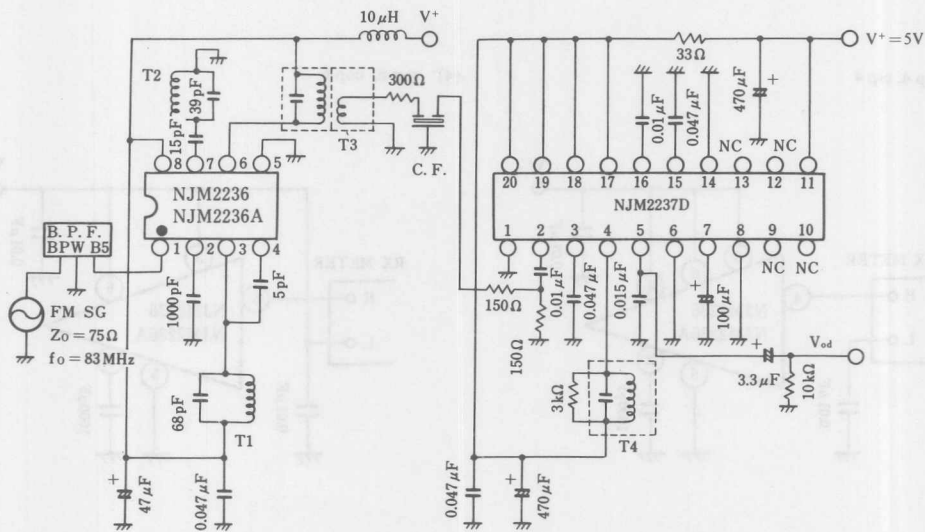 10μH
V+
T2
39pF
15pF
300Ω
T3
C. F.
8 7 6 5
NJM2236
NJM2236A
B. P. F.
BPW B5
1 2 3 4
1000pF
5pF
FM SG
Zo = 75Ω
fo = 83MHz
68pF
T1
47μF
+
0.047μF
33Ω
V+ = 5V
470μF
+
0.01μF
0.047μF
NC
NC
20 19 18 17 16 15 14 13 12 11
NJM2237D
1 2 3 4 5 6 7 8 9 10
NC
NC
150Ω
0.01μF
0.047μF
0.015μF
+
100μF
150Ω
3kΩ
T4
+
3.3μF
Vod
10kΩ
0.047μF
+
470μF
RX METER
H
LO